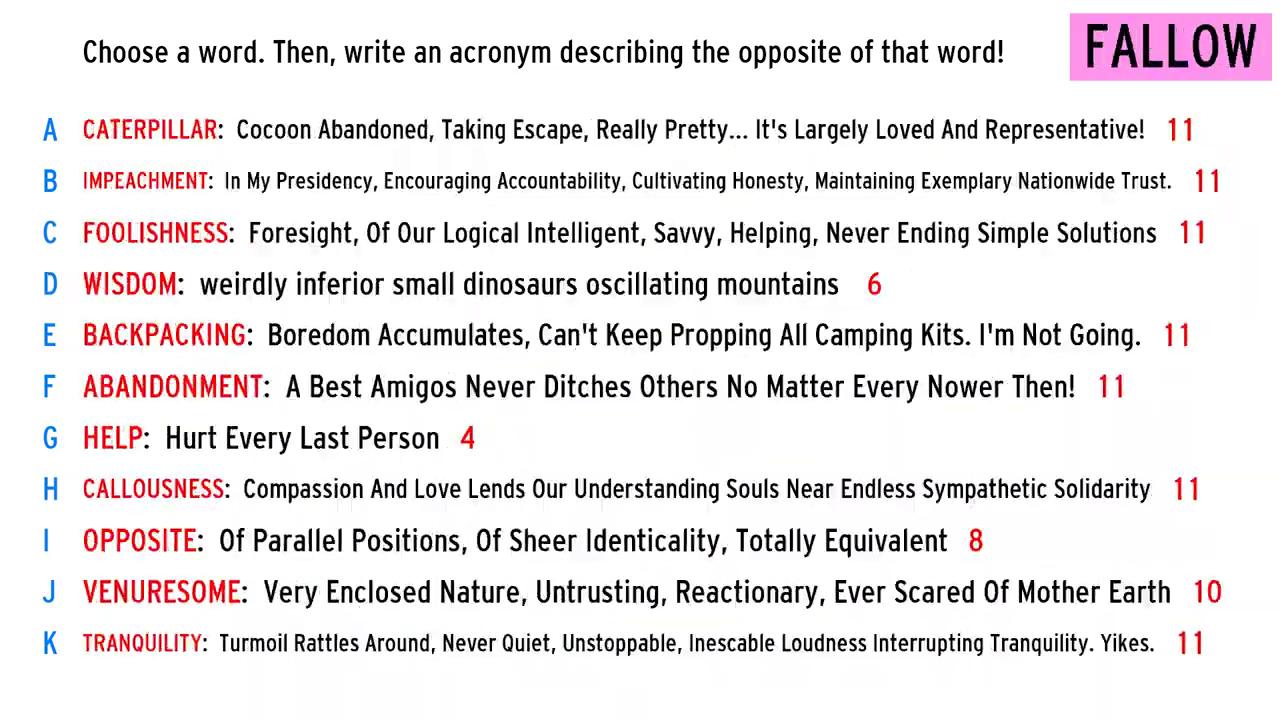 Choose a word. Then, write an acronym describing the opposite of that word!
FALLOW
A CATERPILLAR: Cocoon Abandoned, Taking Escape, Really Pretty... It's Largely Loved And Representative! 11
B IMPEACHMENT: In My Presidency, Encouraging Accountability, Cultivating Honesty, Maintaining Exemplary Nationwide Trust. 11
C FOOLISHNESS: Foresight, Of Our Logical Intelligent, Savvy, Helping, Never Ending Simple Solutions 11
D WISDOM: weirdly inferior small dinosaurs oscillating mountains 6
E BACKPACKING: Boredom Accumulates, Can't Keep Propping All Camping Kits. I'm Not Going. 11
F ABANDONMENT: A Best Amigos Never Ditches Others No Matter Every Nower Then! 11
G HELP: Hurt Every Last Person 4
H CALLOUSNESS: Compassion And Love Lends Our Understanding Souls Near Endless Sympathetic Solidarity 11
I OPPOSITE: Of Parallel Positions, Of Sheer Identicality, Totally Equivalent 8
J VENURESOME: Very Enclosed Nature, Untrusting, Reactionary, Ever Scared Of Mother Earth 10
K TRANQUILITY: Turmoil Rattles Around, Never Quiet, Unstoppable, Inescable Loudness Interrupting Tranquility. Yikes. 11